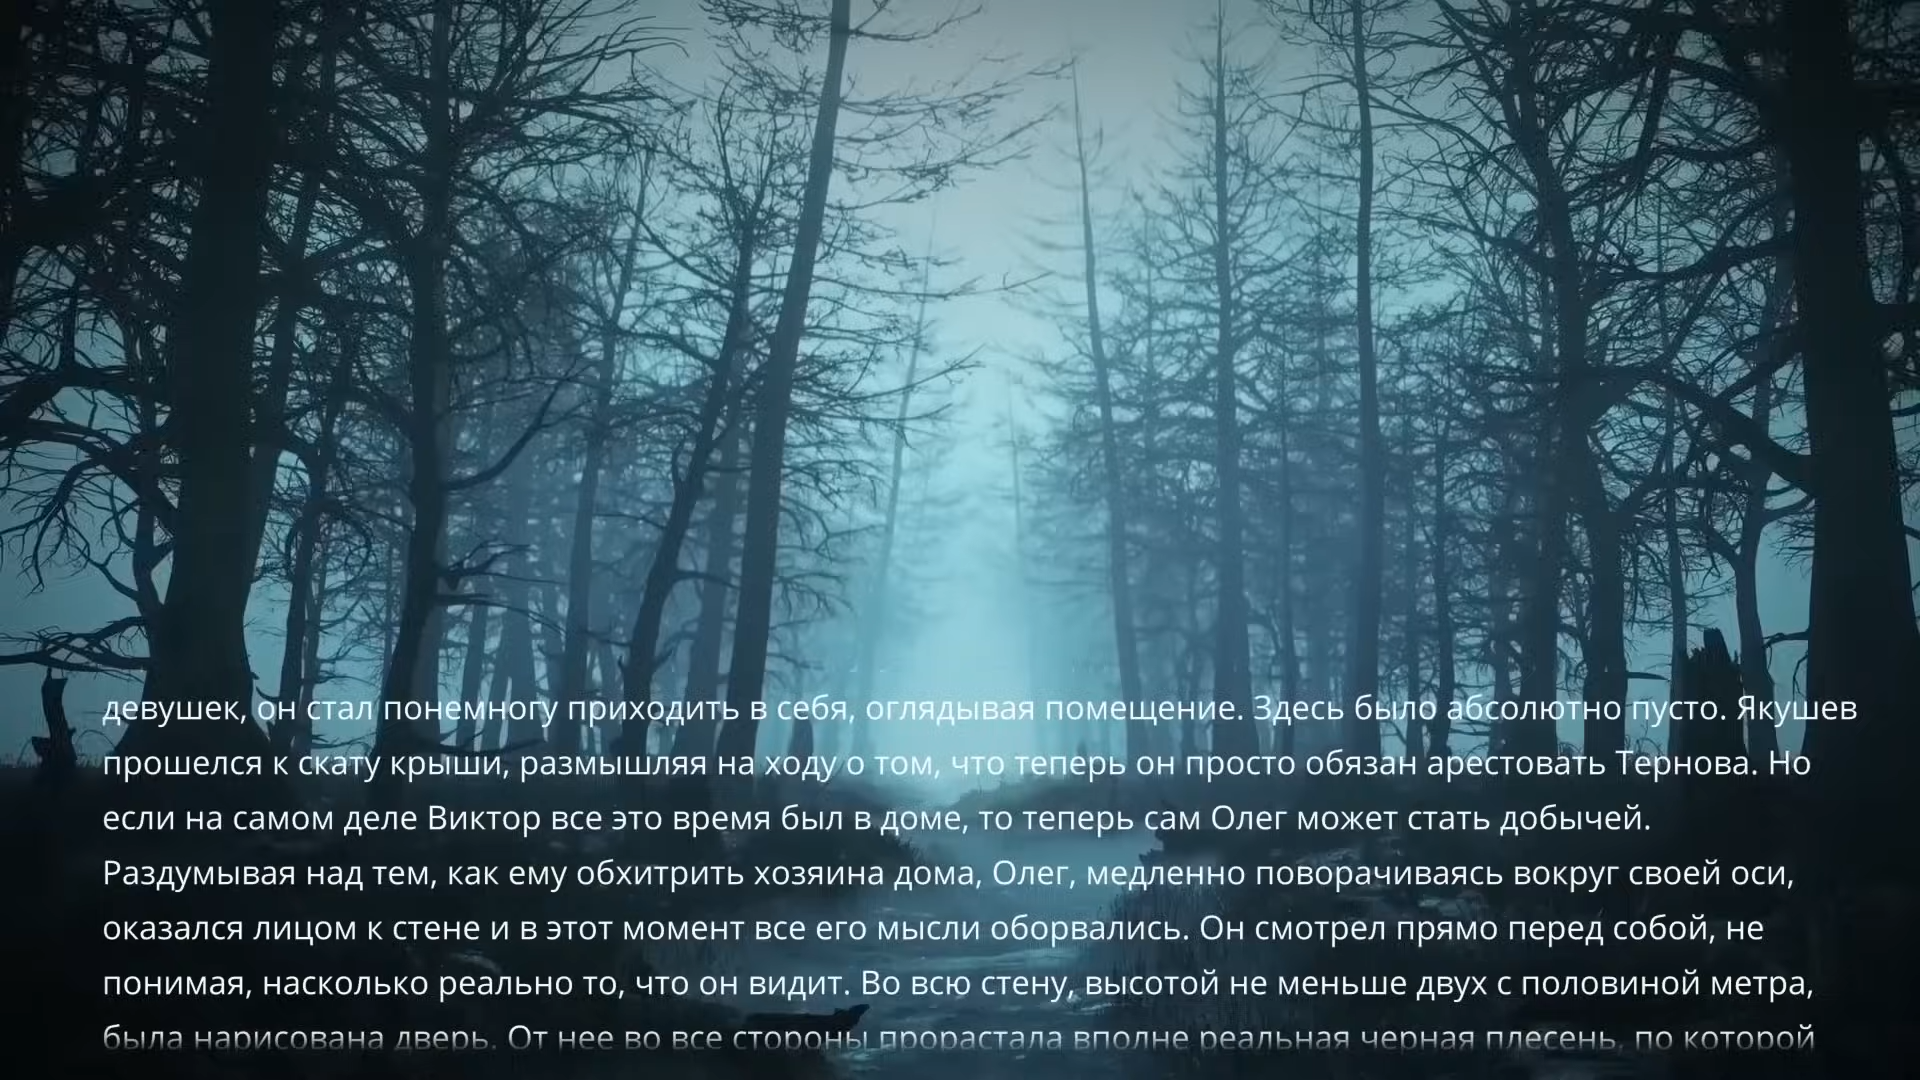 девушек, он стал понемногу приходить в себя, оглядывая помещение. Здесь было абсолютно пусто. Якушев
прошелся к скату крыши, размышляя на ходу о том, что теперь он просто обязан арестовать Тернова. Но
если на самом деле Виктор все это время был в доме, то теперь сам Олег может стать добычей.
Раздумывая над тем, как ему обхитрить хозяина дома, Олег, медленно поворачиваясь вокруг своей оси,
оказался лицом к стене и в этот момент все его мысли оборвались. Он смотрел прямо перед собой, не
понимая, насколько реально то, что он видит. Во всю стену, высотой не меньше двух с половиной метра,
была нарисована дверь. От нее во все стороны прорастала вполне реальная черная плесень, по которой